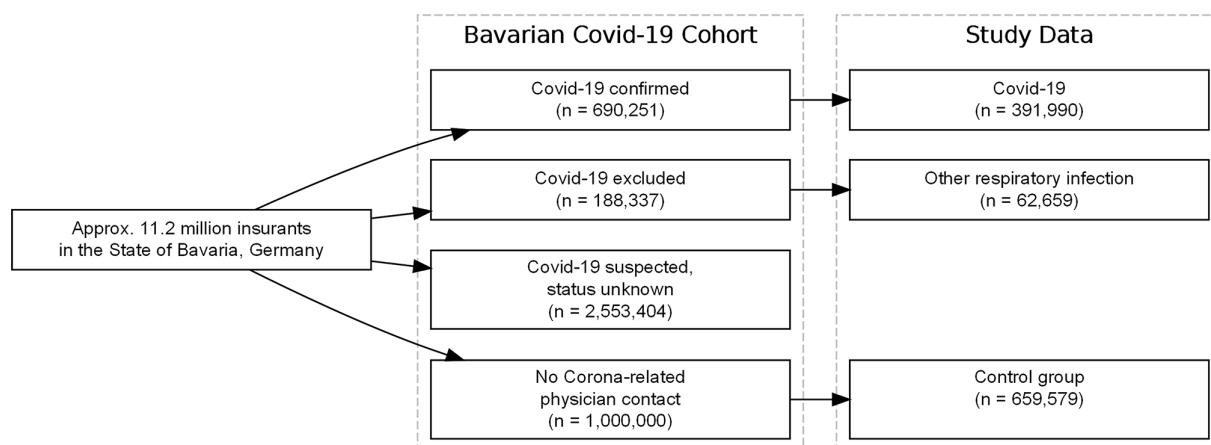 Bavarian Covid-19 Cohort
Study Data
Covid-19 confirmed
(n = 690,251)
Covid-19
(n = 391,990)
Covid-19 excluded
(n = 188,337)
Other respiratory infection
(n = 62,659)
Approx. 11.2 million insurants
in the State of Bavaria, Germany
Covid-19 suspected,
status unknown
(n = 2,553,404)
No Corona-related
physician contact
(n = 1,000,000)
Control group
(n = 659,579)